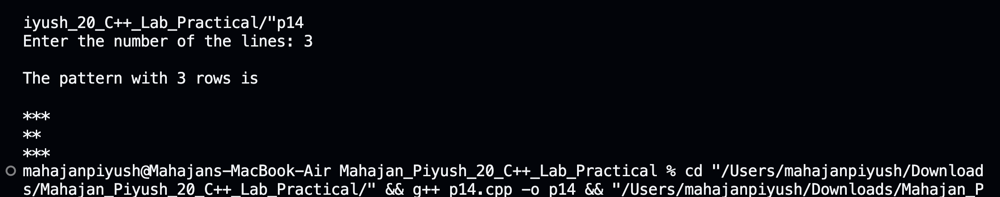 iyush_20_C++_Lab_Practical/"p14
Enter the number of the lines: 3
The pattern with 3 rows is
***
**
***
mahajanpiyush@Mahajans-MacBook-Air Mahajan_Piyush_20_C++_Lab_Practical % cd "/Users/mahajanpiyush/Download
s/Mahajan_Piyush_20_C++_Lab_Practical/" && g++ p14.cpp -o p14 && "/Users/mahajanpiyush/Downloads/Mahajan_P